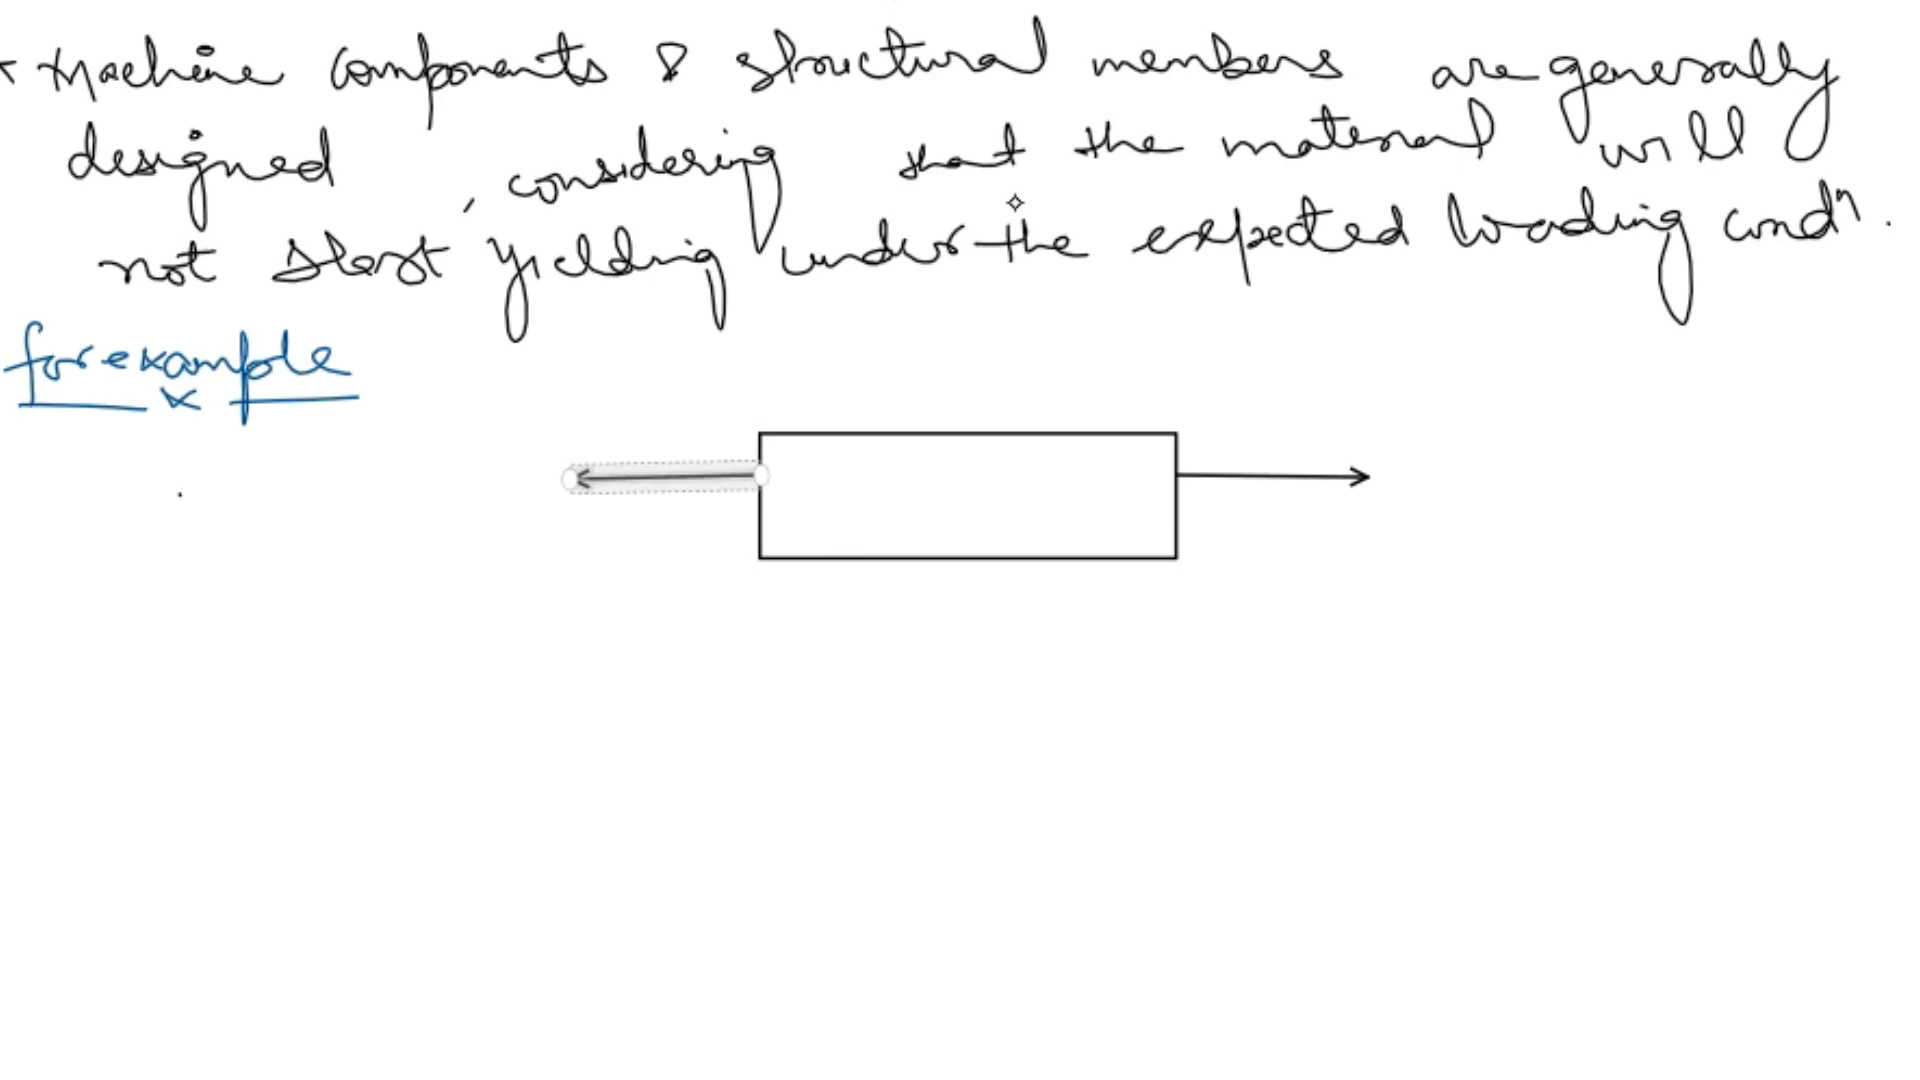 * Machine components & structural members are generally
designed, considering that the material will
not start yielding under the expected loading condⁿ.
for example